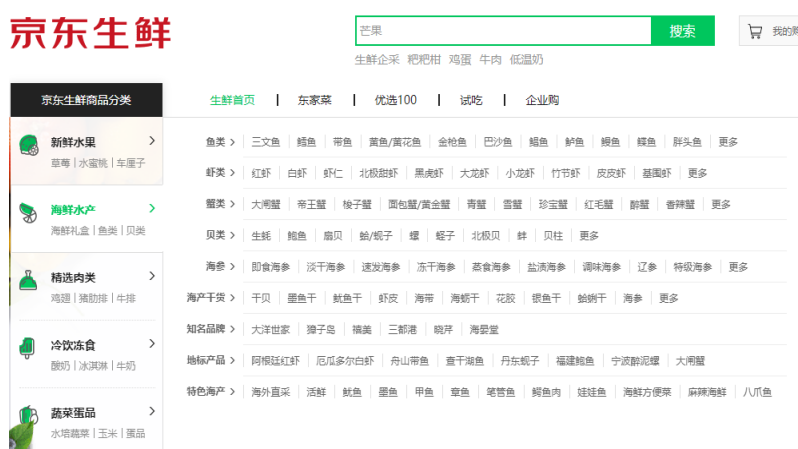 京东生鲜
芒果
搜索
我的购
生鲜企采 粑粑柑 鸡蛋 牛肉 低温奶
京东生鲜商品分类
生鲜首页 | 东家菜 | 优选100 | 试吃 | 企业购
新鲜水果 >
草莓 | 水蜜桃 | 车厘子
海鲜水产 >
海鲜礼盒 | 鱼类 | 贝类
精选肉类 >
鸡翅 | 猪肋排 | 牛排
冷饮冻食 >
酸奶 | 冰淇淋 | 牛奶
蔬菜蛋品 >
水培蔬菜 | 玉米 | 蛋品
鱼类 > 三文鱼 | 鳕鱼 | 带鱼 | 黄鱼/黄花鱼 | 金枪鱼 | 巴沙鱼 | 鲳鱼 | 鲈鱼 | 鳗鱼 | 鲽鱼 | 胖头鱼 | 更多
虾类 > 红虾 | 白虾 | 虾仁 | 北极甜虾 | 黑虎虾 | 大龙虾 | 小龙虾 | 竹节虾 | 皮皮虾 | 基围虾 | 更多
蟹类 > 大闸蟹 | 帝王蟹 | 梭子蟹 | 面包蟹/黄金蟹 | 青蟹 | 雪蟹 | 珍宝蟹 | 红毛蟹 | 醉蟹 | 香辣蟹 | 更多
贝类 > 生蚝 | 鲍鱼 | 扇贝 | 蛤/蚬子 | 螺 | 蛏子 | 北极贝 | 蚌 | 贝柱 | 更多
海参 > 即食海参 | 淡干海参 | 速发海参 | 冻干海参 | 蒸食海参 | 盐渍海参 | 调味海参 | 辽参 | 特级海参 | 更多
海产干货 > 干贝 | 墨鱼干 | 鱿鱼干 | 虾皮 | 海带 | 海蛎干 | 花胶 | 银鱼干 | 蛤蜊干 | 海参 | 更多
知名品牌 > 大洋世家 | 獐子岛 | 禧美 | 三都港 | 晓芹 | 海晏堂
地标产品 > 阿根廷红虾 | 厄瓜多尔白虾 | 舟山带鱼 | 查干湖鱼 | 丹东蚬子 | 福建鲍鱼 | 宁波醉泥螺 | 大闸蟹
特色海产 > 海外直采 | 活鲜 | 鱿鱼 | 墨鱼 | 甲鱼 | 章鱼 | 笔管鱼 | 鳄鱼肉 | 娃娃鱼 | 海鲜方便菜 | 麻辣海鲜 | 八爪鱼